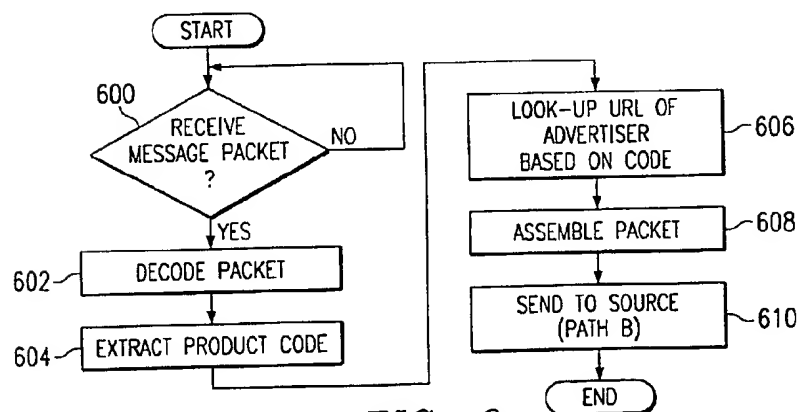 START
600
RECEIVE
MESSAGE PACKET
?
NO
YES
602
DECODE PACKET
604
EXTRACT PRODUCT CODE
LOOK-UP URL OF
ADVERTISER
BASED ON CODE
606
ASSEMBLE PACKET
608
SEND TO SOURCE
(PATH B)
610
END